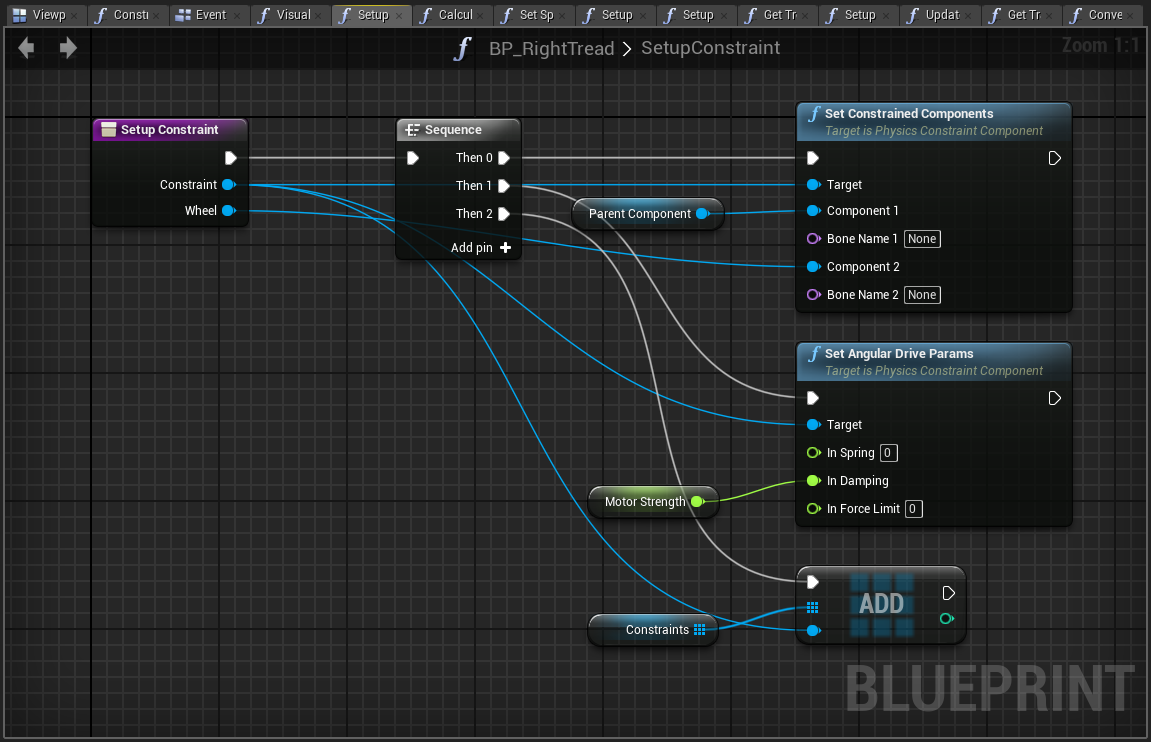 Viewp
Constr
Event
Visual
Setup
Calcul
Set Sp
Setup
Setup
Get Tr
Setup
Updat
Get Tr
Conve
BP_RightTread > SetupConstraint
Zoom 1:1
Setup Constraint
Constraint
Wheel
Sequence
Then 0
Then 1
Then 2
Add pin
Parent Component
Set Constrained Components
Target is Physics Constraint Component
Target
Component 1
Bone Name 1 None
Component 2
Bone Name 2 None
Set Angular Drive Params
Target is Physics Constraint Component
Target
In Spring 0
In Damping
In Force Limit 0
Motor Strength
Constraints
ADD
BLUEPRINT